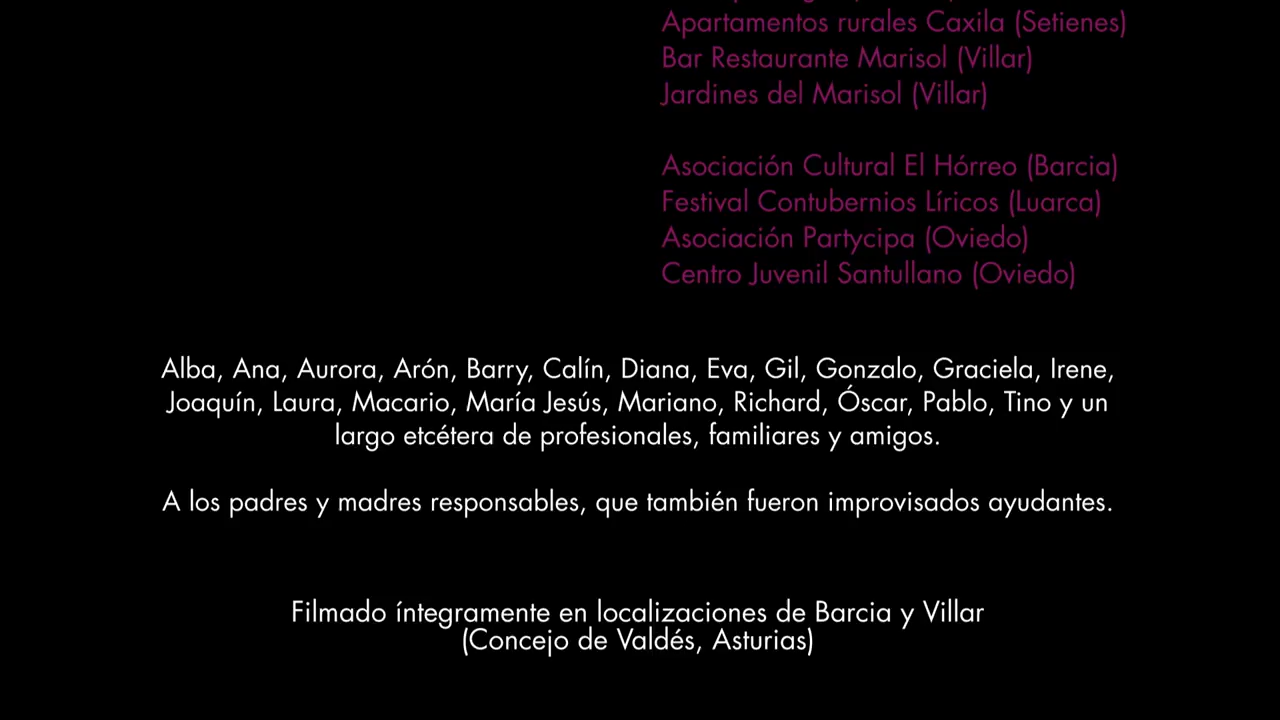 Apartamentos rurales Caxila (Setienes)
Bar Restaurante Marisol (Villar)
Jardines del Marisol (Villar)
Asociación Cultural El Hórreo (Barcia)
Festival Contubernios Líricos (Luarca)
Asociación Partycipa (Oviedo)
Centro Juvenil Santullano (Oviedo)
Alba, Ana, Aurora, Arón, Barry, Calín, Diana, Eva, Gil, Gonzalo, Graciela, Irene,
Joaquín, Laura, Macario, María Jesús, Mariano, Richard, Óscar, Pablo, Tino y un
largo etcétera de profesionales, familiares y amigos.
A los padres y madres responsables, que también fueron improvisados ayudantes.
Filmado íntegramente en localizaciones de Barcia y Villar
(Concejo de Valdés, Asturias)